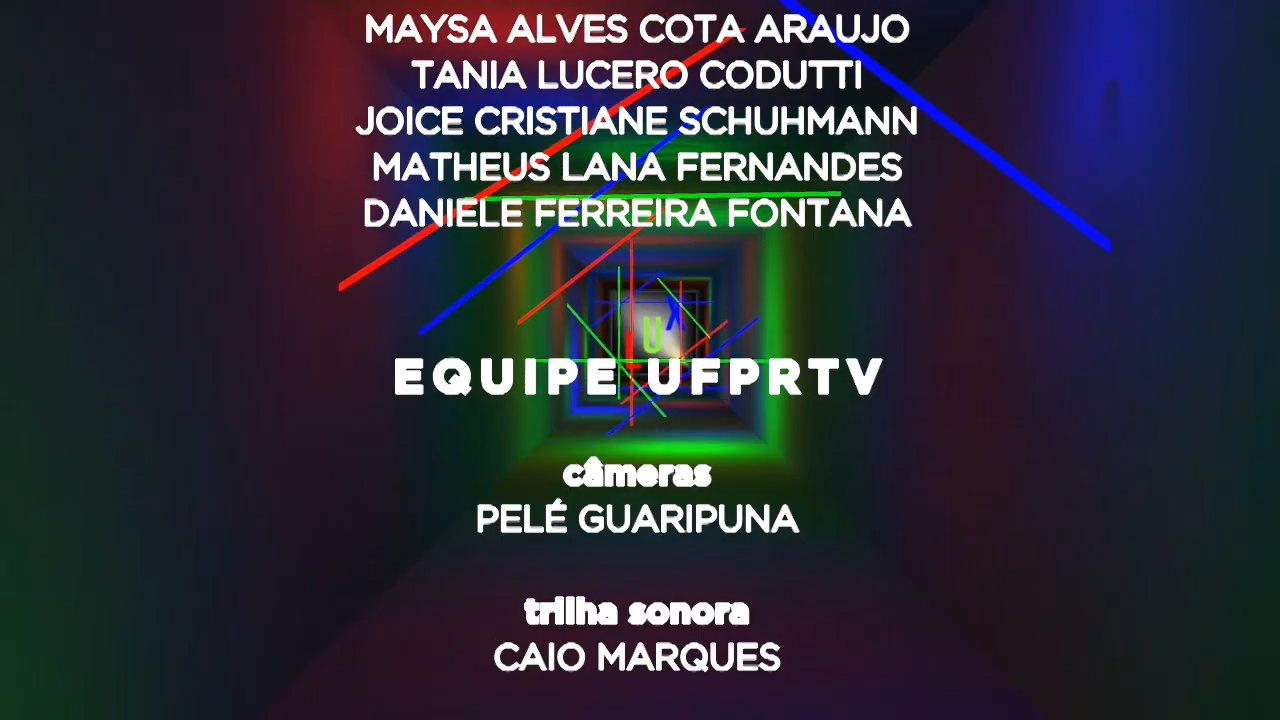 MAYSA ALVES COTA ARAUJO
TANIA LUCERO CODUTTI
JOICE CRISTIANE SCHUHMANN
MATHEUS LANA FERNANDES
DANIELE FERREIRA FONTANA
LUX
EQUIPE UFPRTV
câmeras
PELÉ GUARIPUNA
trilha sonora
CAIO MARQUES